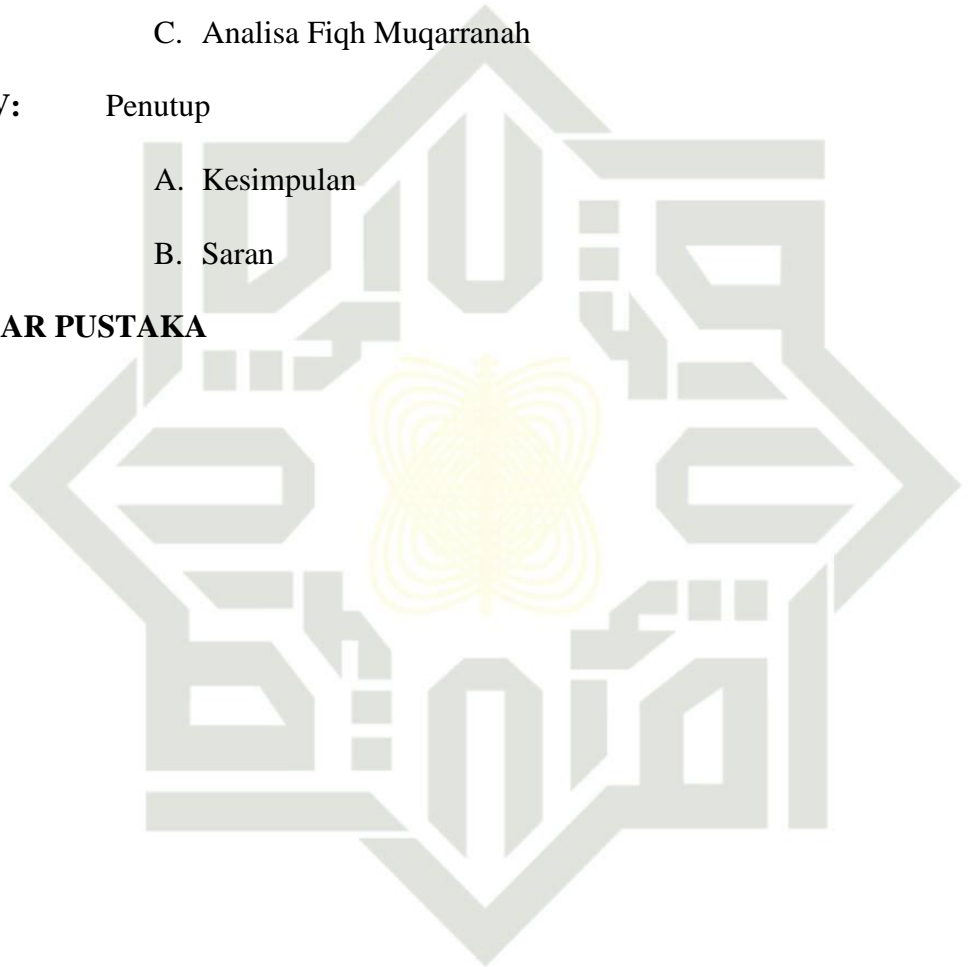 C. Analisa Fiqh Muqarranah
V: Penutup
A. Kesimpulan
B. Saran
AR PUSTAKA